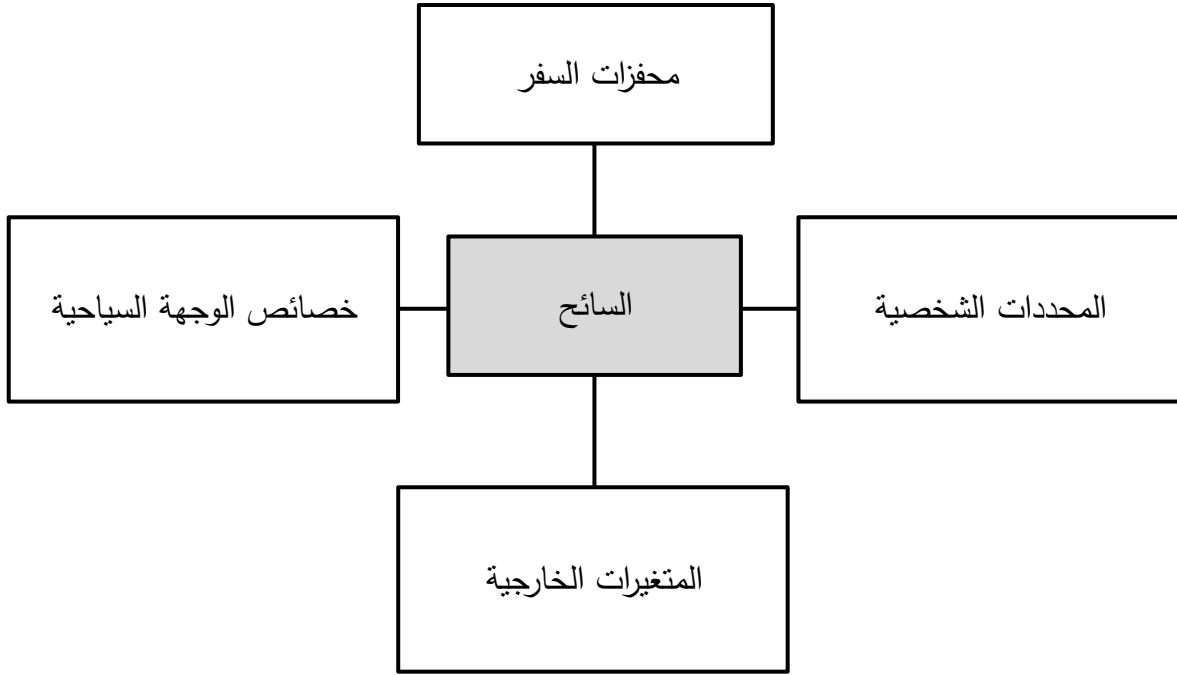 محفزات السفر
المحددات الشخصية
السائح
خصائص الوجهة السياحية
المتغيرات الخارجية